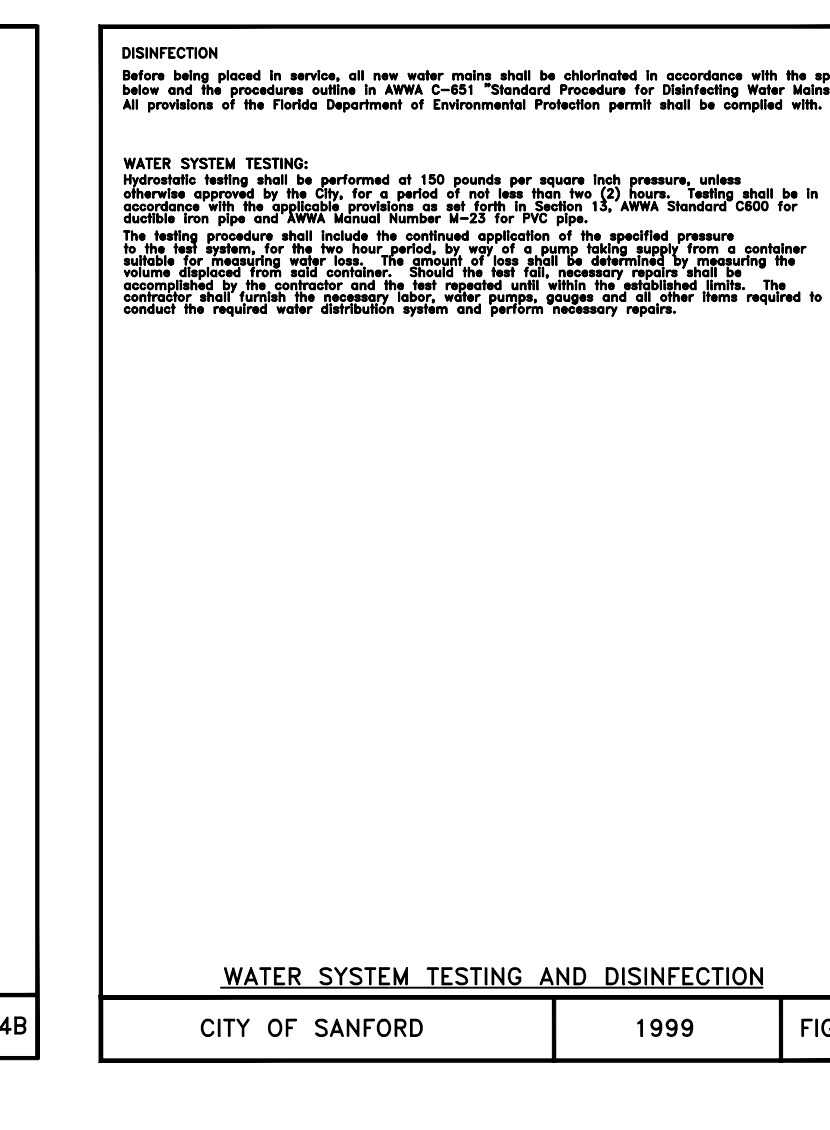 DISINFECTION
Before being placed in service, all new water mains shall be chlorinated in accordance with the
below and the procedures outline in AWWA C-651 "Standard Procedure for Disinfecting Water Mains
All provisions of the Florida Department of Environmental Protection permit shall be complied with.
WATER SYSTEM TESTING:
Hydrostatic testing shall be performed at 150 pounds per square inch pressure, unless
otherwise approved by the City, for a period of not less than two (2) hours. Testing shall be in
accordance with the applicable provisions as set forth in Section 13, AWWA Standard C600 for
ductible iron pipe and AWWA Manual Number M-23 for PVC pipe.
The testing procedure shall include the continued application of the specified pressure
to the test system, for the two hour period, by way of a pump taking supply from a container
suitable for measuring water loss. The amount of loss shall be determined by measuring the
volume displaced from said container. Should the test fail, necessary repairs shall be
accomplished by the contractor and the test repeated until within the established limits. The
contractor shall furnish the necessary labor, water pumps, gauges and all other items required to
conduct the required water distribution system and perform necessary repairs.
WATER SYSTEM TESTING AND DISINFECTION
4B
CITY OF SANFORD
1999